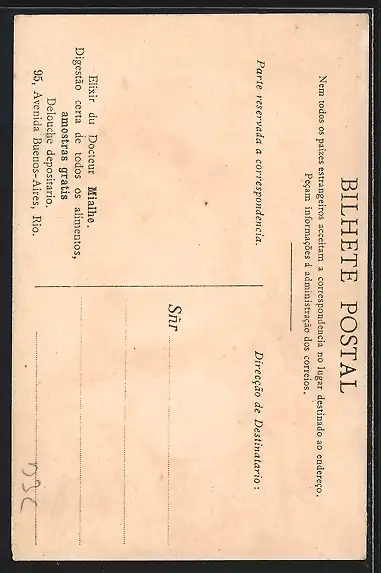 BILHETE POSTAL
Nem todos os paizes estrangeiros acceitam a correspondencia no lugar destinado ao endereço.
Peçam informações á administração dos correios.
Parte reservada a correspondencia.
Elixir du Docteur Mialhe.
Digestão certa de todos os alimentos,
amostras gratis
Delouche depositario,
95, Avenida Buenos-Aires, Rio.
Direcção de Destinatario :
Sñr
D3C